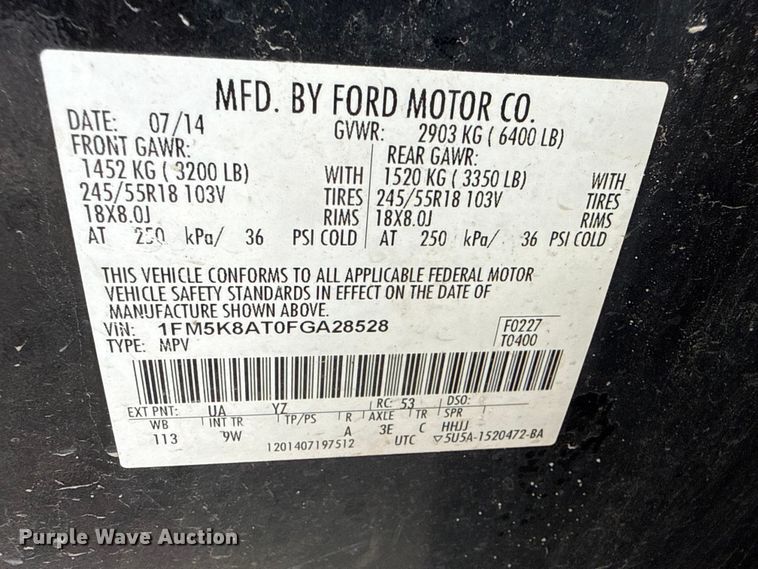 MFD. BY FORD MOTOR CO.
DATE: 07/14 GVWR: 2903 KG ( 6400 LB)
FRONT GAWR: REAR GAWR:
1452 KG ( 3200 LB) WITH 1520 KG ( 3350 LB) WITH
245/55R18 103V TIRES 245/55R18 103V TIRES
18X8.0J RIMS 18X8.0J RIMS
AT 250 kPa/ 36 PSI COLD AT 250 kPa/ 36 PSI COLD
THIS VEHICLE CONFORMS TO ALL APPLICABLE FEDERAL MOTOR
VEHICLE SAFETY STANDARDS IN EFFECT ON THE DATE OF
MANUFACTURE SHOWN ABOVE.
VIN: 1FM5K8AT0FGA28528 F0227
TYPE: MPV T0400
EXT PNT: UA YZ RC: 53 DSO:
WB INT TR TP/PS R AXLE TR SPR
113 9W A 3E C HHJJ
1201407197512 UTC ▽5U5A-1520472-BA
Purple Wave Auction®